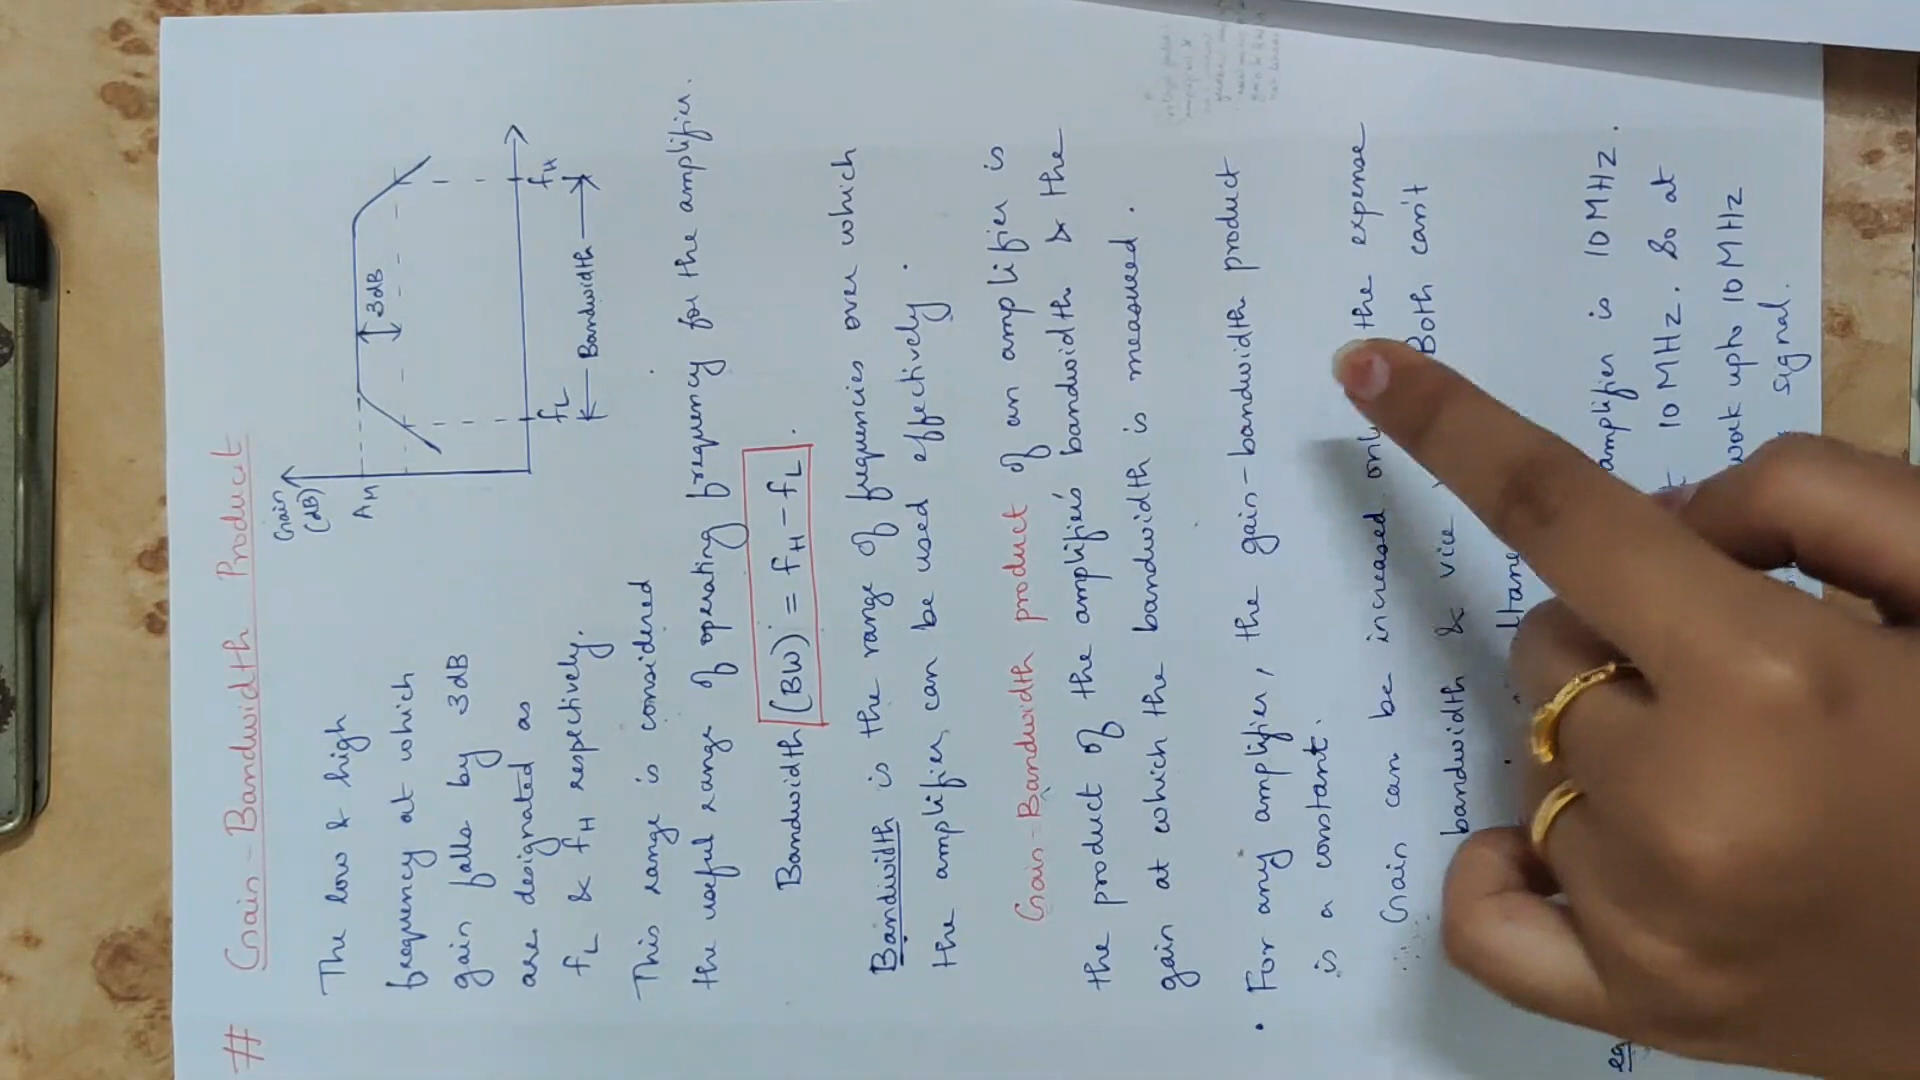 # Gain-Bandwidth Product
The low & high
frequency at which
gain falls by 3dB
are designated as
fL & fH respectively.
Gain
(dB)
AM
3dB
fL
fH
Bandwidth
This range is considered
the useful range of operating frequency for the amplifier.
Bandwidth (BW) = fH - fL.
Bandwidth is the range of frequencies over which
the amplifier, can be used effectively.
Gain-Bandwidth product of an amplifier is
the product of the amplifier's bandwidth & the
gain at which the bandwidth is measured.
• For any amplifier, the gain-bandwidth product
is a constant.
Gain can be increased only the expense
bandwidth & vice Both can't
amplifier is 10MHz.
10MHz. So at
work upto 10MHz
signal.